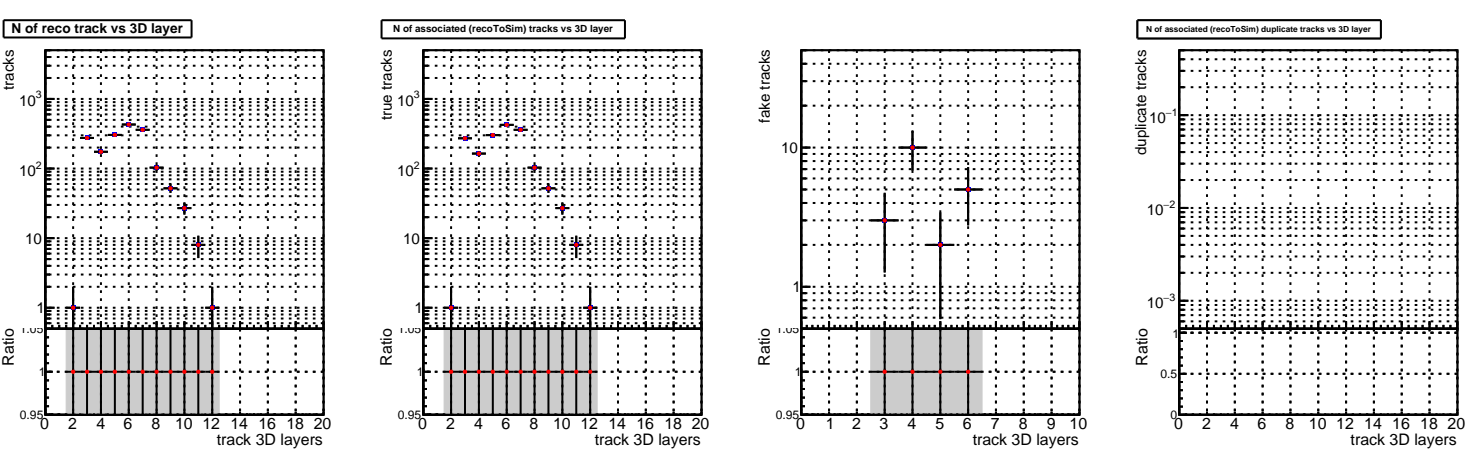 N of reco track vs 3D layer
tracks
10³
10²
10
1
Ratio
1.05
1
0.95
0 2 4 6 8 10 12 14 16 18 20
track 3D layers
N of associated (recoToSim) tracks vs 3D layer
true tracks
10³
10²
10
1
Ratio
1.05
1
0.95
0 2 4 6 8 10 12 14 16 18 20
track 3D layers
fake tracks
10
1
Ratio
1.05
1
0.95
0 1 2 3 4 5 6 7 8 9 10
track 3D layers
N of associated (recoToSim) duplicate tracks vs 3D layer
duplicate tracks
10⁻¹
10⁻²
10⁻³
Ratio
1
0.5
0
0 2 4 6 8 10 12 14 16 18 20
track 3D layers